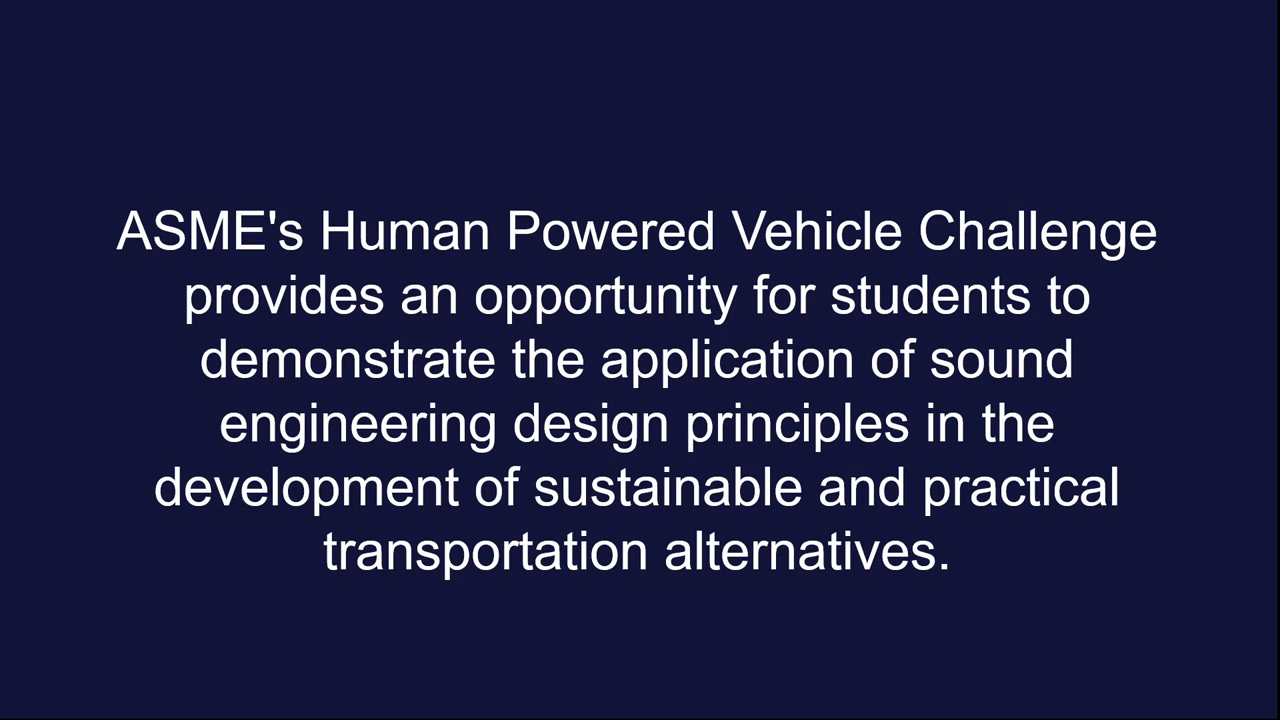 ASME's Human Powered Vehicle Challenge
provides an opportunity for students to
demonstrate the application of sound
engineering design principles in the
development of sustainable and practical
transportation alternatives.